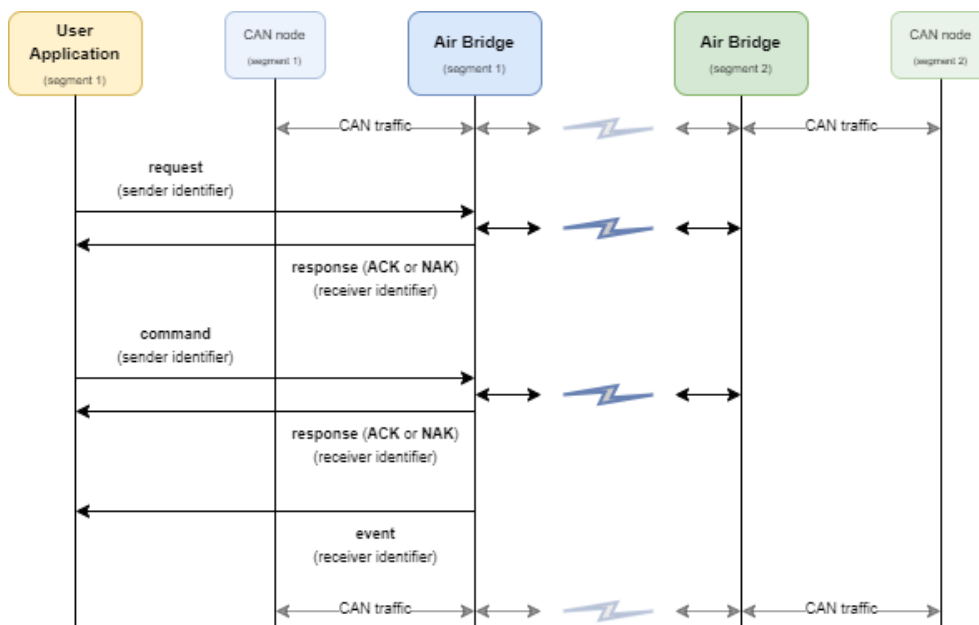 User
Application
(segment 1)
CAN node
(segment 1)
Air Bridge
(segment 1)
Air Bridge
(segment 2)
CAN node
(segment 2)
CAN traffic
CAN traffic
request
(sender identifier)
response (ACK or NAK)
(receiver identifier)
command
(sender identifier)
response (ACK or NAK)
(receiver identifier)
event
(receiver identifier)
CAN traffic
CAN traffic